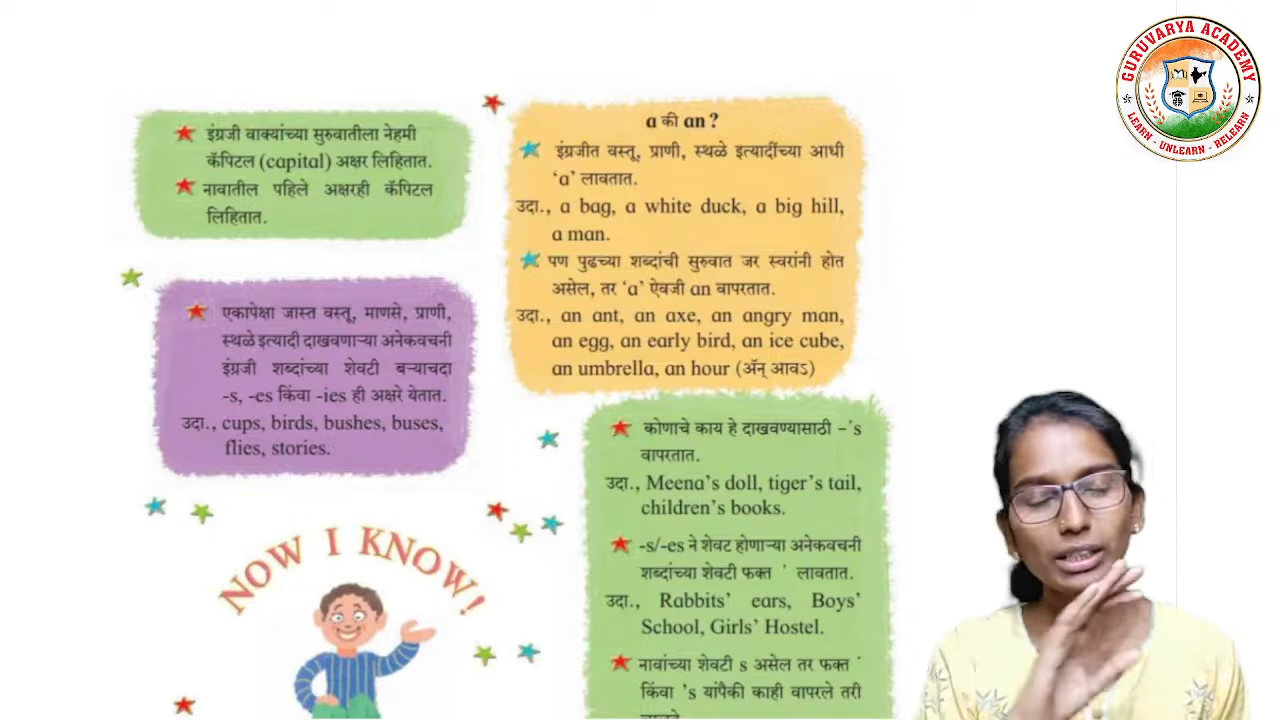 इंग्रजी वाक्यांच्या सुरुवातीला नेहमी
कॅपिटल (capital) अक्षर लिहितात.
नावातील पहिले अक्षरही कॅपिटल
लिहितात.
एकापेक्षा जास्त वस्तू, माणसे, प्राणी,
स्थळे इत्यादी दाखवणाऱ्या अनेकवचनी
इंग्रजी शब्दांच्या शेवटी बऱ्याचदा
-s, -es किंवा -ies ही अक्षरे येतात.
उदा., cups, birds, bushes, buses,
flies, stories.
NOW I KNOW!
a की an ?
इंग्रजीत वस्तू, प्राणी, स्थळे इत्यादींच्या आधी
‘a’ लावतात.
उदा., a bag, a white duck, a big hill,
a man.
पण पुढच्या शब्दांची सुरुवात जर स्वरांनी होत
असेल, तर ‘a’ ऐवजी an वापरतात.
उदा., an ant, an axe, an angry man,
an egg, an early bird, an ice cube,
an umbrella, an hour (ॲन् आवऽ)
कोणाचे काय हे दाखवण्यासाठी –’s
वापरतात.
उदा., Meena’s doll, tiger’s tail,
children’s books.
-s/-es ने शेवट होणाऱ्या अनेकवचनी
शब्दांच्या शेवटी फक्त ’ लावतात.
उदा., Rabbits’ ears, Boys’
School, Girls’ Hostel.
नावांच्या शेवटी s असेल तर फक्त ’
किंवा ’s यांपैकी काही वापरले तरी
GURUVARYA ACADEMY
LEARN - UNLEARN - RELEARN